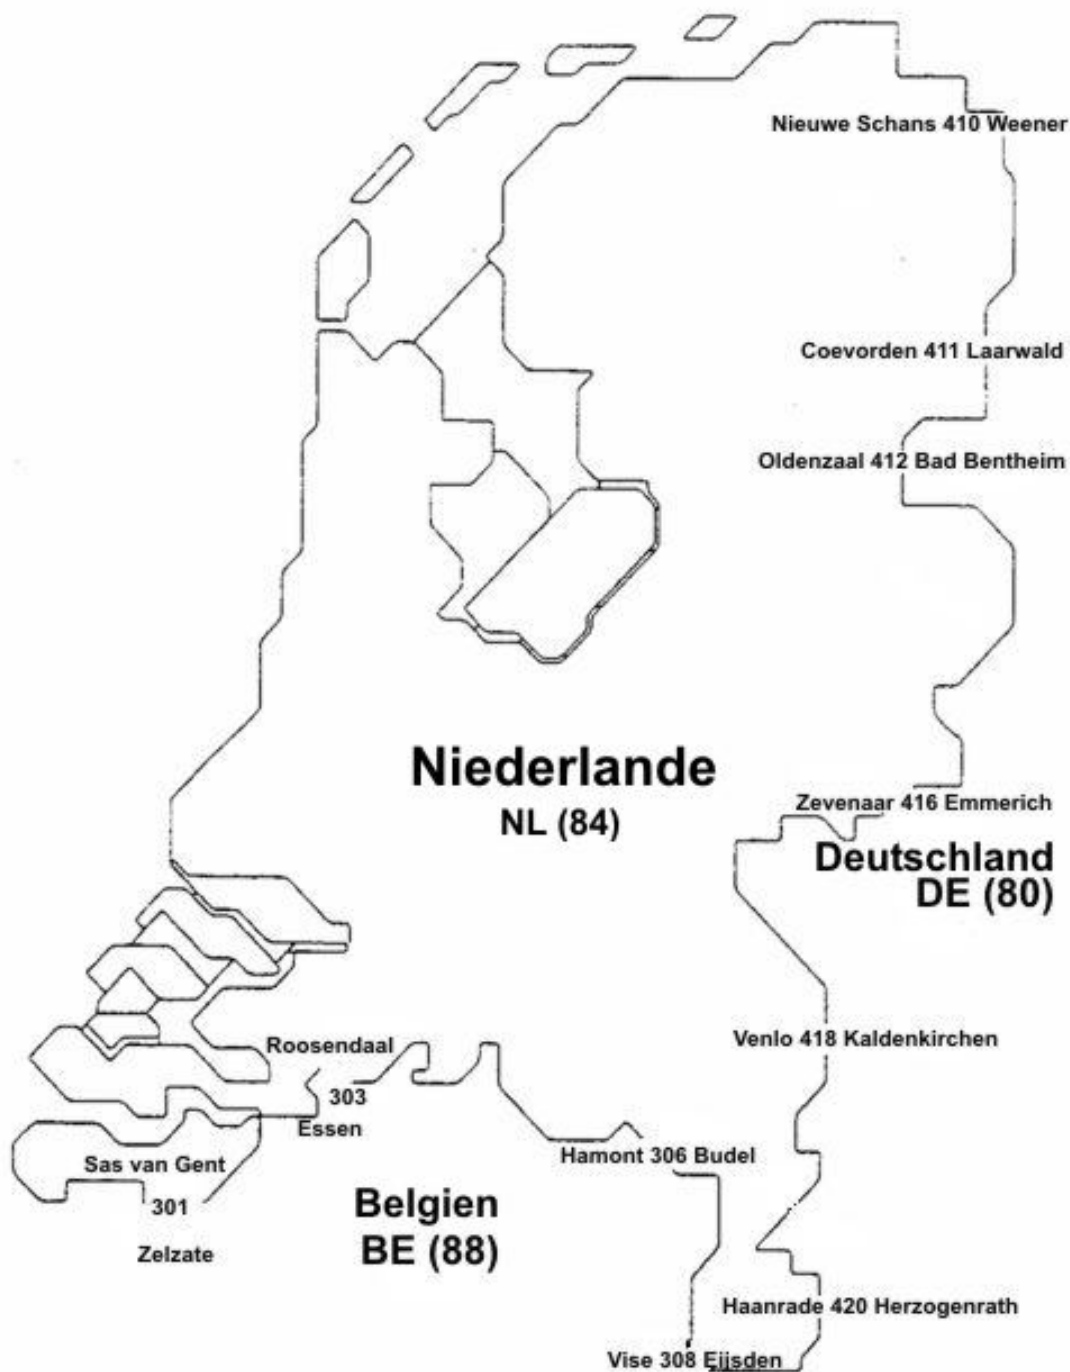 Nieuwe Schans 410 Weener
Coevorden 411 Laarwald
Oldenzaal 412 Bad Bentheim
Niederlande
NL (84)
Zevenaar 416 Emmerich
Deutschland
DE (80)
Venlo 418 Kaldenkirchen
Roosendaal
303
Essen
Hamont 306 Budel
Sas van Gent
301
Zelzate
Belgien
BE (88)
Haanrade 420 Herzogenrath
Vise 308 Eijsden